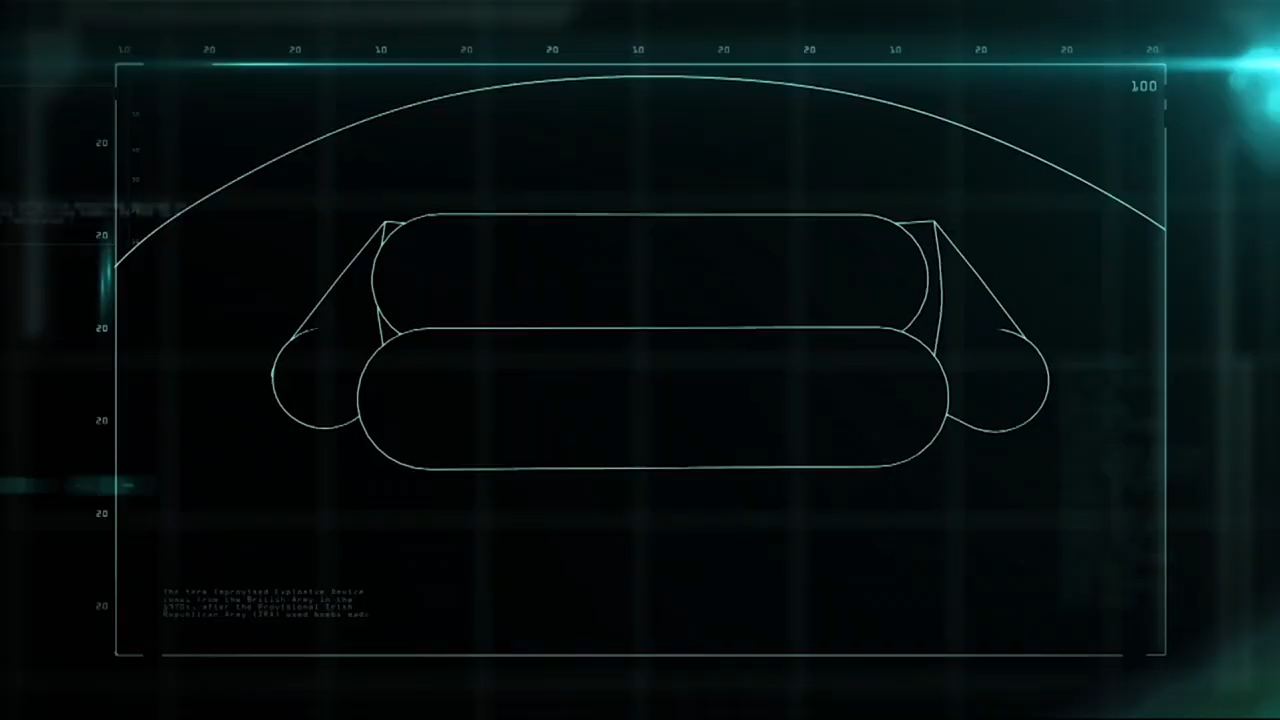 10 20 20 10 20 20 10 20 20 10 20 20 20
100
20
20
20
20
20
20
The term Improvised Explosive Device
comes from the British Army in the
1970s, after the Provisional Irish
Republican Army (IRA) used bombs made